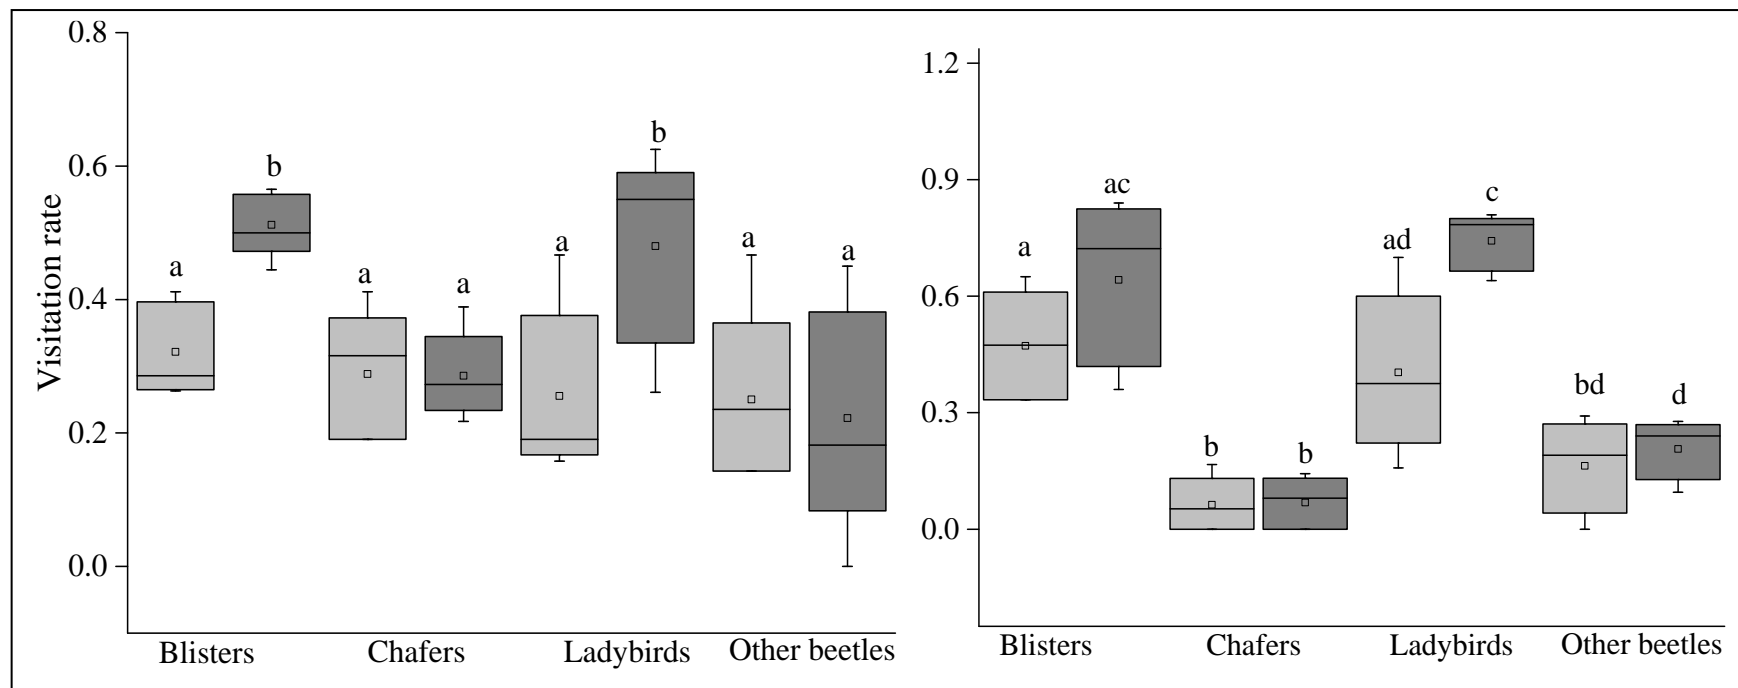 Visitation rate
0.8
0.6
0.4
0.2
0.0
a
b
a
a
a
b
a
a
Blisters
Chafers
Ladybirds
Other beetles
1.2
0.9
0.6
0.3
0.0
a
ac
b
b
ad
c
bd
d
Blisters
Chafers
Ladybirds
Other beetles